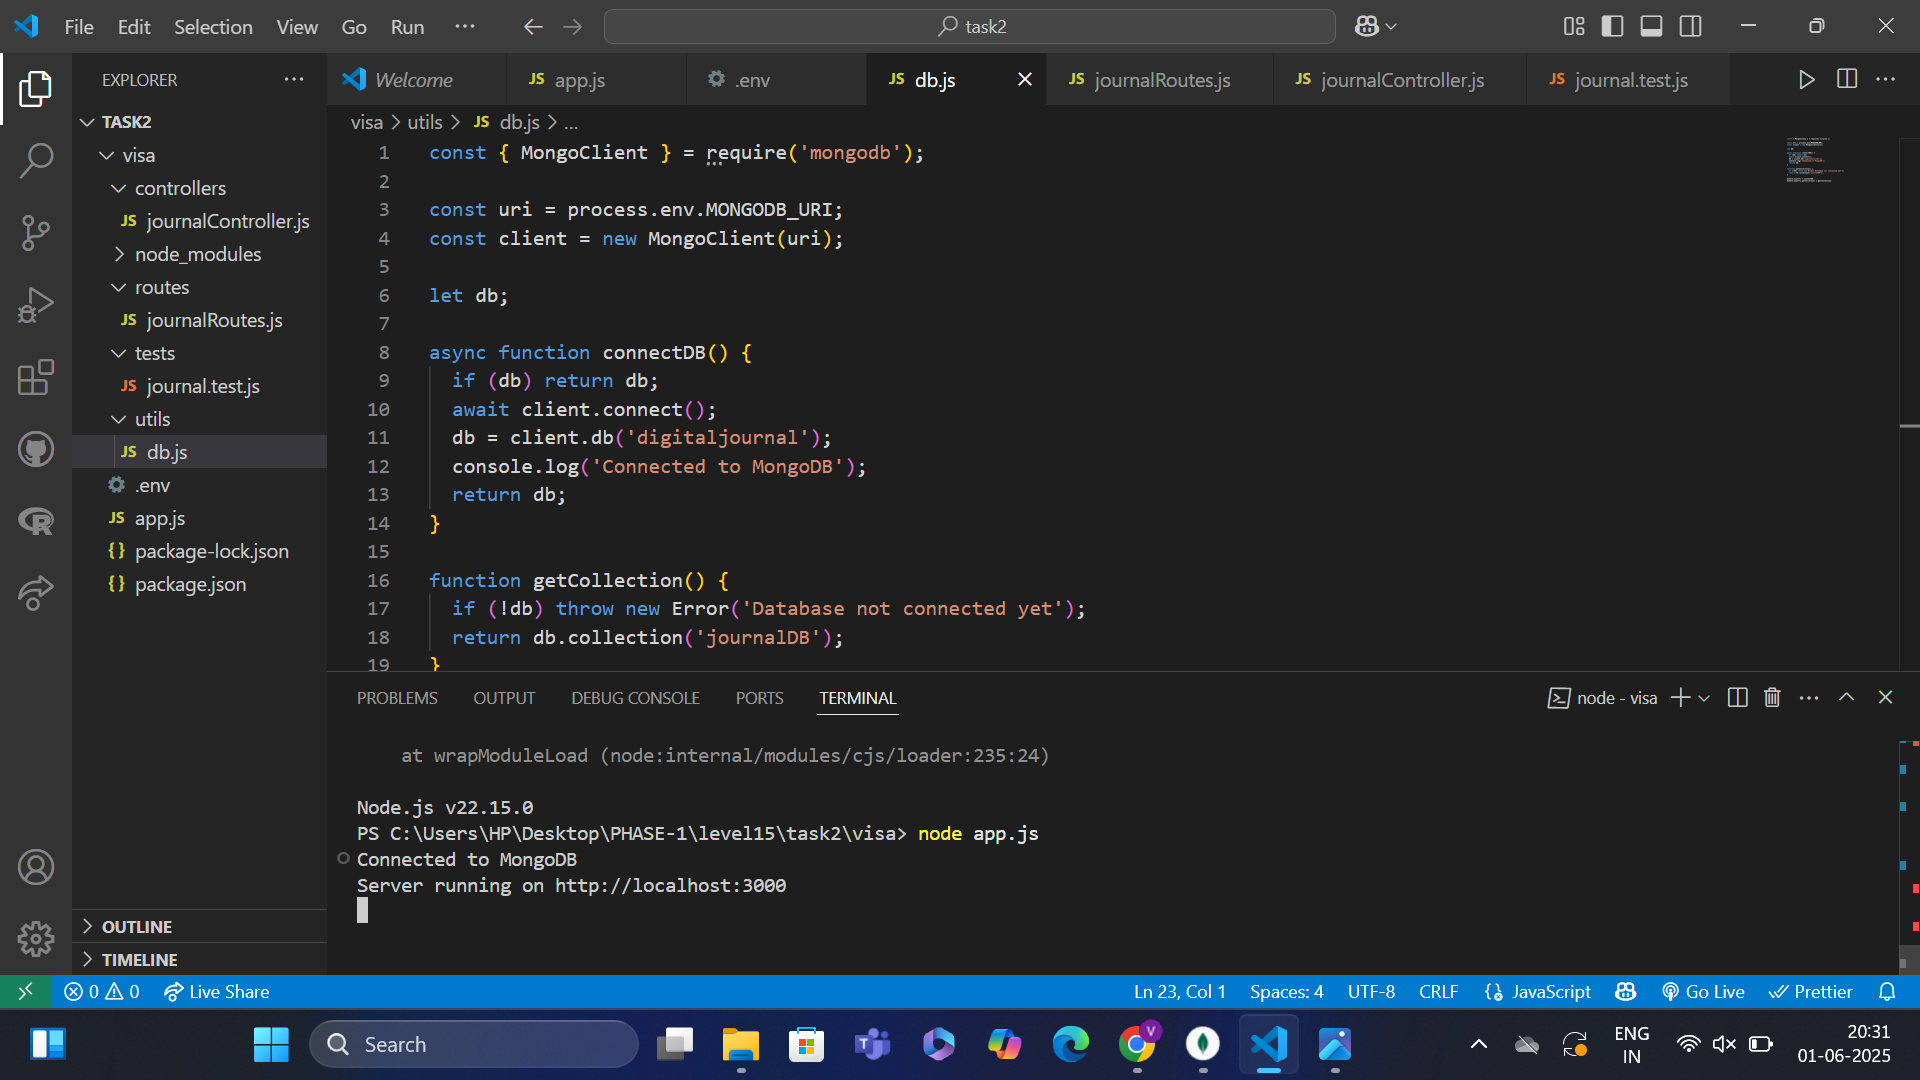 File Edit Selection View Go Run ···
task2
EXPLORER ···
TASK2
visa
controllers
JS journalController.js
node_modules
routes
JS journalRoutes.js
tests
JS journal.test.js
utils
JS db.js
.env
JS app.js
{} package-lock.json
{} package.json
OUTLINE
TIMELINE
Welcome JS app.js .env JS db.js JS journalRoutes.js JS journalController.js JS journal.test.js ···
visa > utils > JS db.js > ...
1 const { MongoClient } = require('mongodb');
2
3 const uri = process.env.MONGODB_URI;
4 const client = new MongoClient(uri);
5
6 let db;
7
8 async function connectDB() {
9 if (db) return db;
10 await client.connect();
11 db = client.db('digitaljournal');
12 console.log('Connected to MongoDB');
13 return db;
14 }
15
16 function getCollection() {
17 if (!db) throw new Error('Database not connected yet');
18 return db.collection('journalDB');
19 }
PROBLEMS OUTPUT DEBUG CONSOLE PORTS TERMINAL node - visa ···
at wrapModuleLoad (node:internal/modules/cjs/loader:235:24)
Node.js v22.15.0
PS C:\Users\HP\Desktop\PHASE-1\level15\task2\visa> node app.js
Connected to MongoDB
Server running on http://localhost:3000
0 0 Live Share Ln 23, Col 1 Spaces: 4 UTF-8 CRLF {} JavaScript Go Live Prettier
Search
V
ENG
IN
20:31
01-06-2025